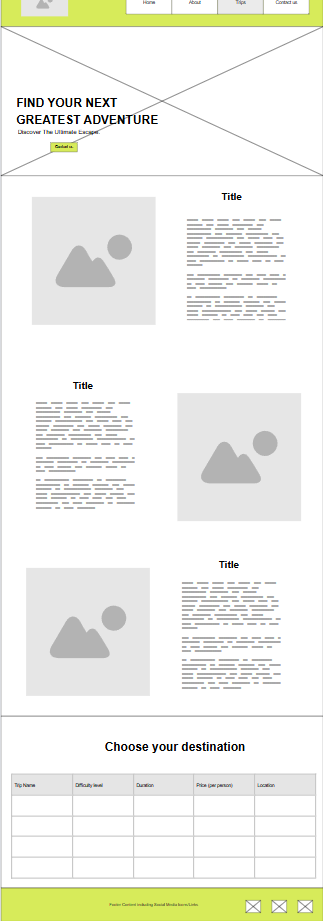 Home About Trips Contact us
FIND YOUR NEXT
GREATEST ADVENTURE
Discover The Ultimate Escape.
Contact us
Title
Title
Title
Choose your destination
Trip Name Difficulty level Duration Price (per person) Location
Footer Content including Social Media Icons/Links